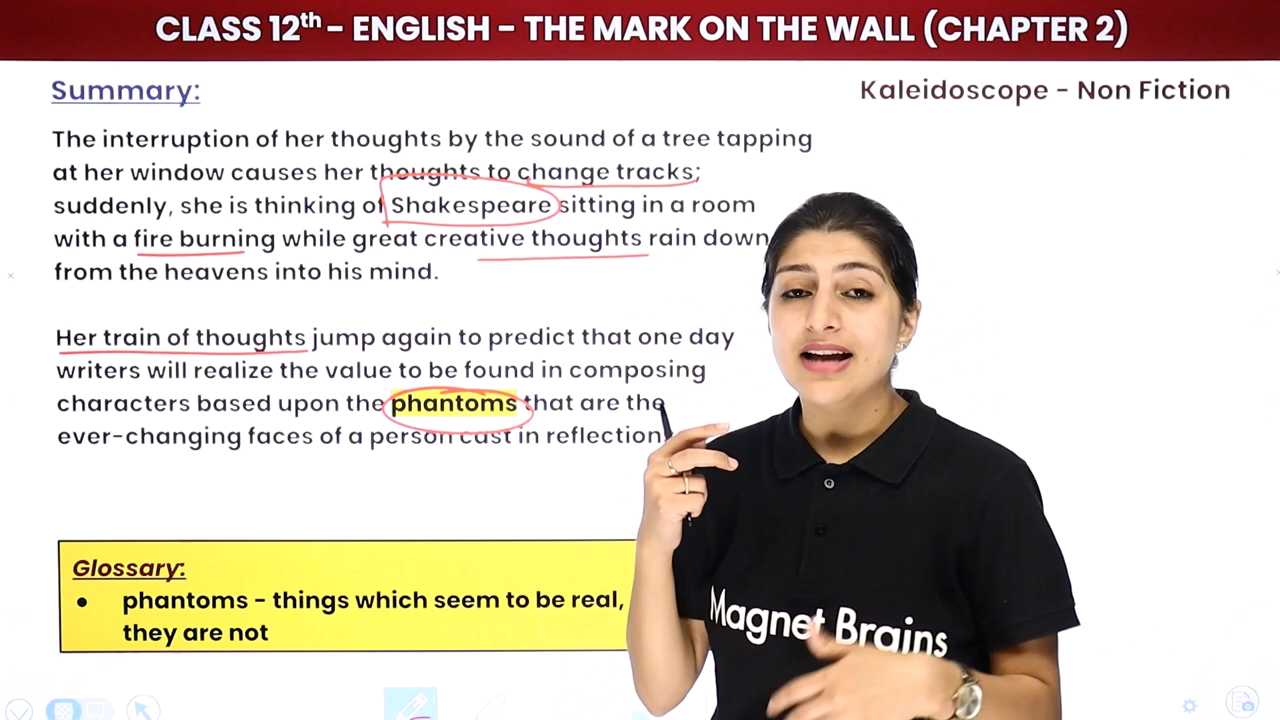 CLASS 12th - ENGLISH - THE MARK ON THE WALL (CHAPTER 2)
Summary:
Kaleidoscope - Non Fiction
The interruption of her thoughts by the sound of a tree tapping
at her window causes her thoughts to change tracks;
suddenly, she is thinking of Shakespeare sitting in a room
with a fire burning while great creative thoughts rain down
from the heavens into his mind.
Her train of thoughts jump again to predict that one day
writers will realize the value to be found in composing
characters based upon the phantoms that are the
ever-changing faces of a person cast in reflection
Glossary:
• phantoms - things which seem to be real,
they are not
Magnet Brains